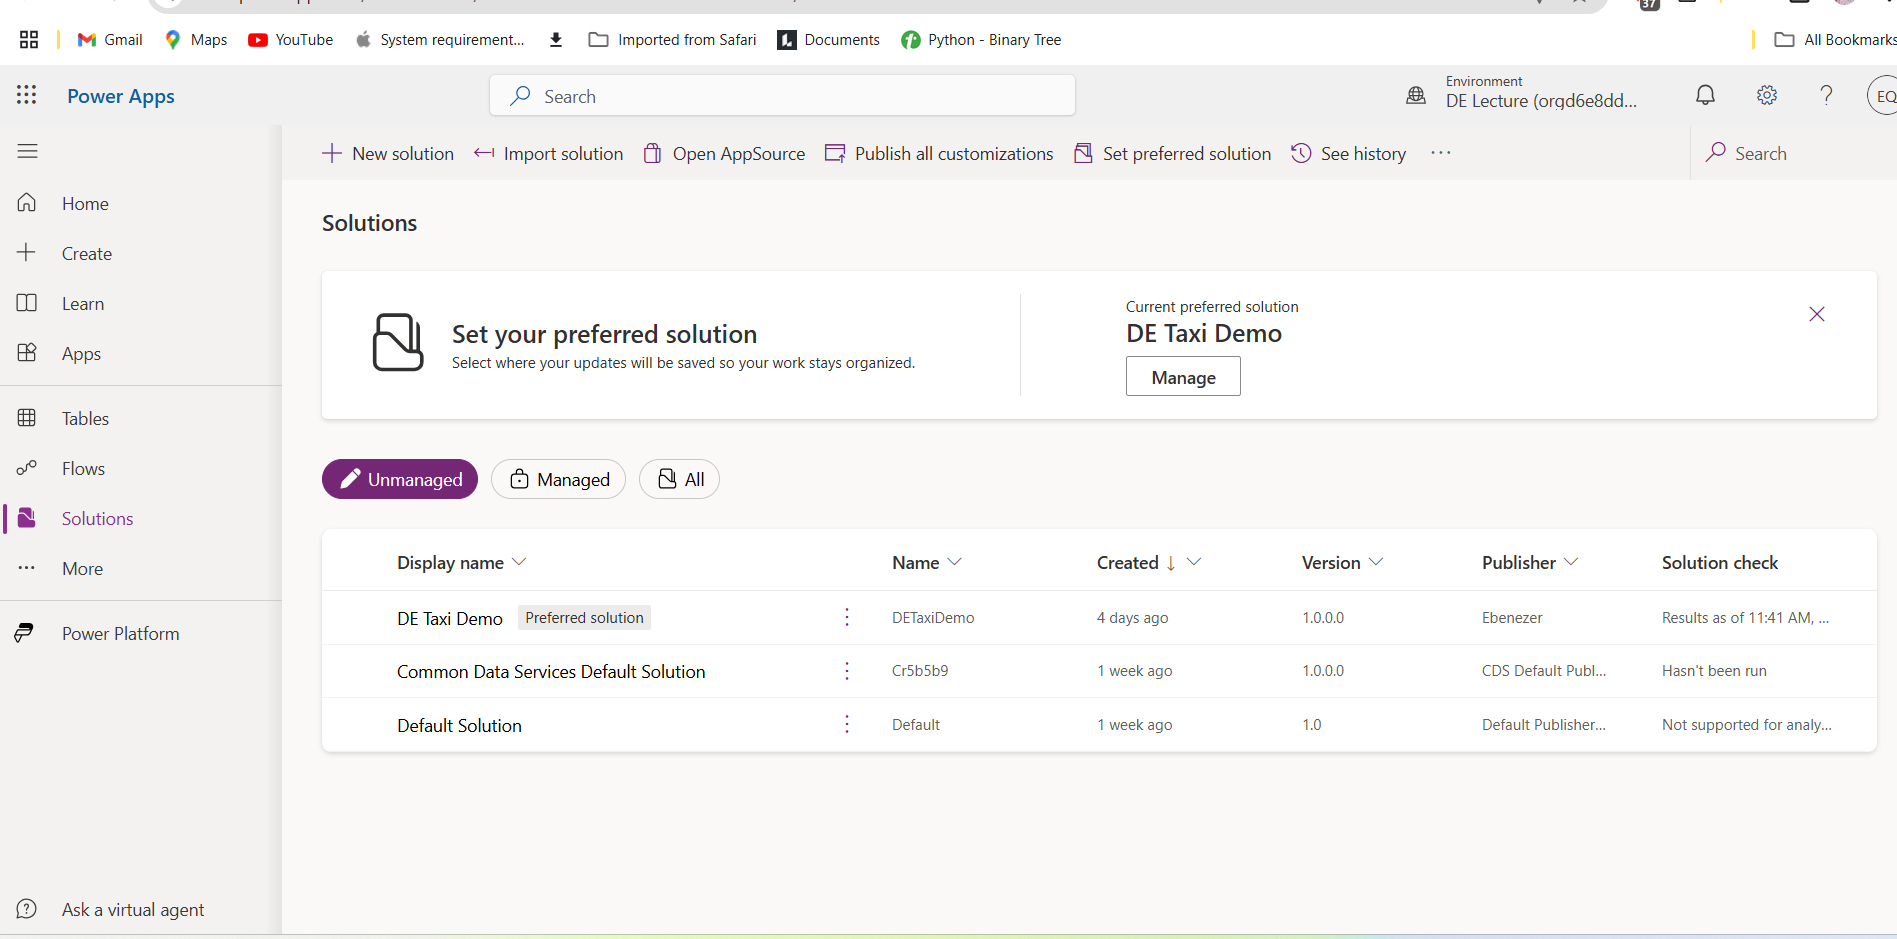 37
Gmail Maps YouTube System requirement... Imported from Safari Documents Python - Binary Tree All Bookmarks
Power Apps
Search
Environment
DE Lecture (orgd6e8dd...
EQ
New solution Import solution Open AppSource Publish all customizations Set preferred solution See history ... Search
Home
Create
Learn
Apps
Tables
Flows
Solutions
More
Power Platform
Ask a virtual agent
Solutions
Set your preferred solution
Select where your updates will be saved so your work stays organized.
Current preferred solution
DE Taxi Demo
Manage
Unmanaged Managed All
Display name Name Created ↓ Version Publisher Solution check
DE Taxi Demo Preferred solution DETaxiDemo 4 days ago 1.0.0.0 Ebenezer Results as of 11:41 AM, ...
Common Data Services Default Solution Cr5b5b9 1 week ago 1.0.0.0 CDS Default Publ... Hasn't been run
Default Solution Default 1 week ago 1.0 Default Publisher... Not supported for analy...